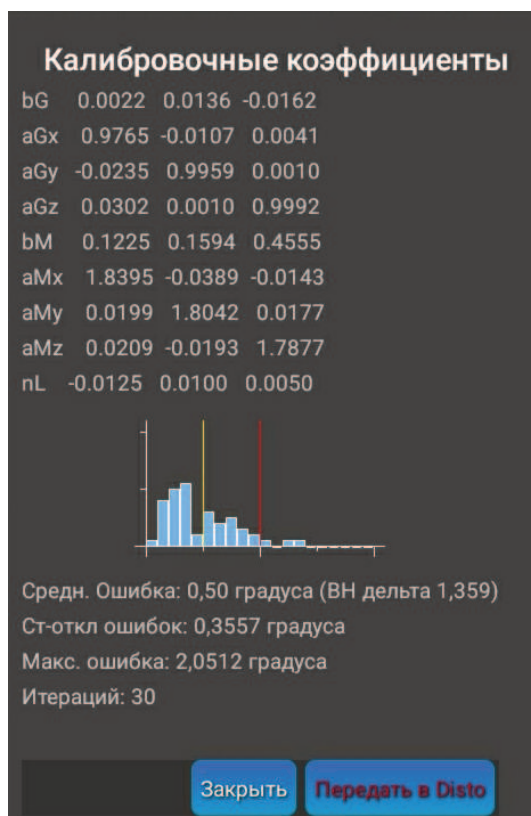 Калибровочные коэффициенты
bG 0.0022 0.0136 -0.0162
aGx 0.9765 -0.0107 0.0041
aGy -0.0235 0.9959 0.0010
aGz 0.0302 0.0010 0.9992
bM 0.1225 0.1594 0.4555
aMx 1.8395 -0.0389 -0.0143
aMy 0.0199 1.8042 0.0177
aMz 0.0209 -0.0193 1.7877
nL -0.0125 0.0100 0.0050
Средн. Ошибка: 0,50 градуса (ВН дельта 1,359)
Ст-откл ошибок: 0,3557 градуса
Макс. ошибка: 2,0512 градуса
Итераций: 30
Закрыть Передать в Disto